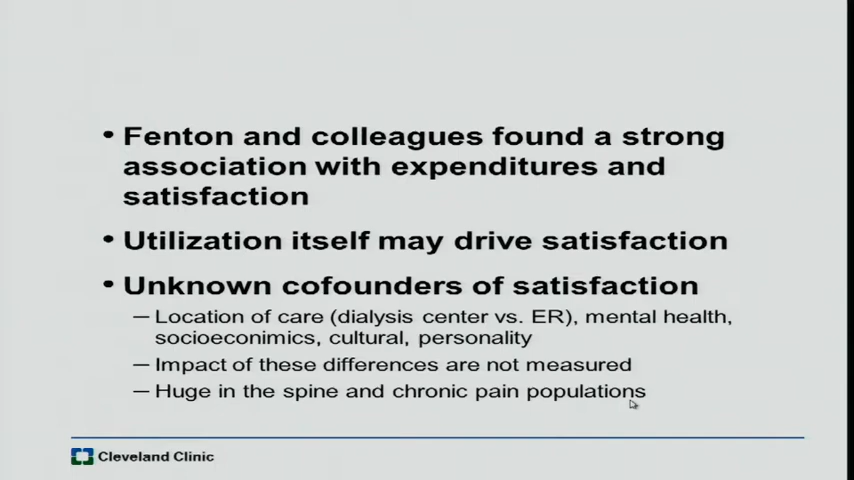 • Fenton and colleagues found a strong
association with expenditures and
satisfaction
• Utilization itself may drive satisfaction
• Unknown cofounders of satisfaction
– Location of care (dialysis center vs. ER), mental health,
socioeconimics, cultural, personality
– Impact of these differences are not measured
– Huge in the spine and chronic pain populations
Cleveland Clinic